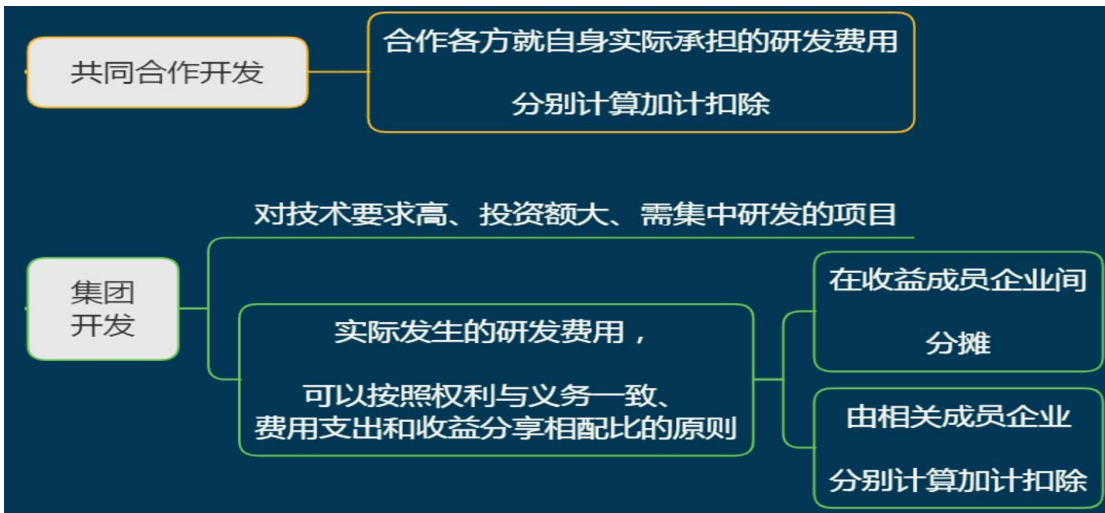 共同合作开发
合作各方就自身实际承担的研发费用
分别计算加计扣除
对技术要求高、投资额大、需集中研发的项目
集团
开发
实际发生的研发费用，
可以按照权利与义务一致、
费用支出和收益分享相配比的原则
在收益成员企业间
分摊
由相关成员企业
分别计算加计扣除